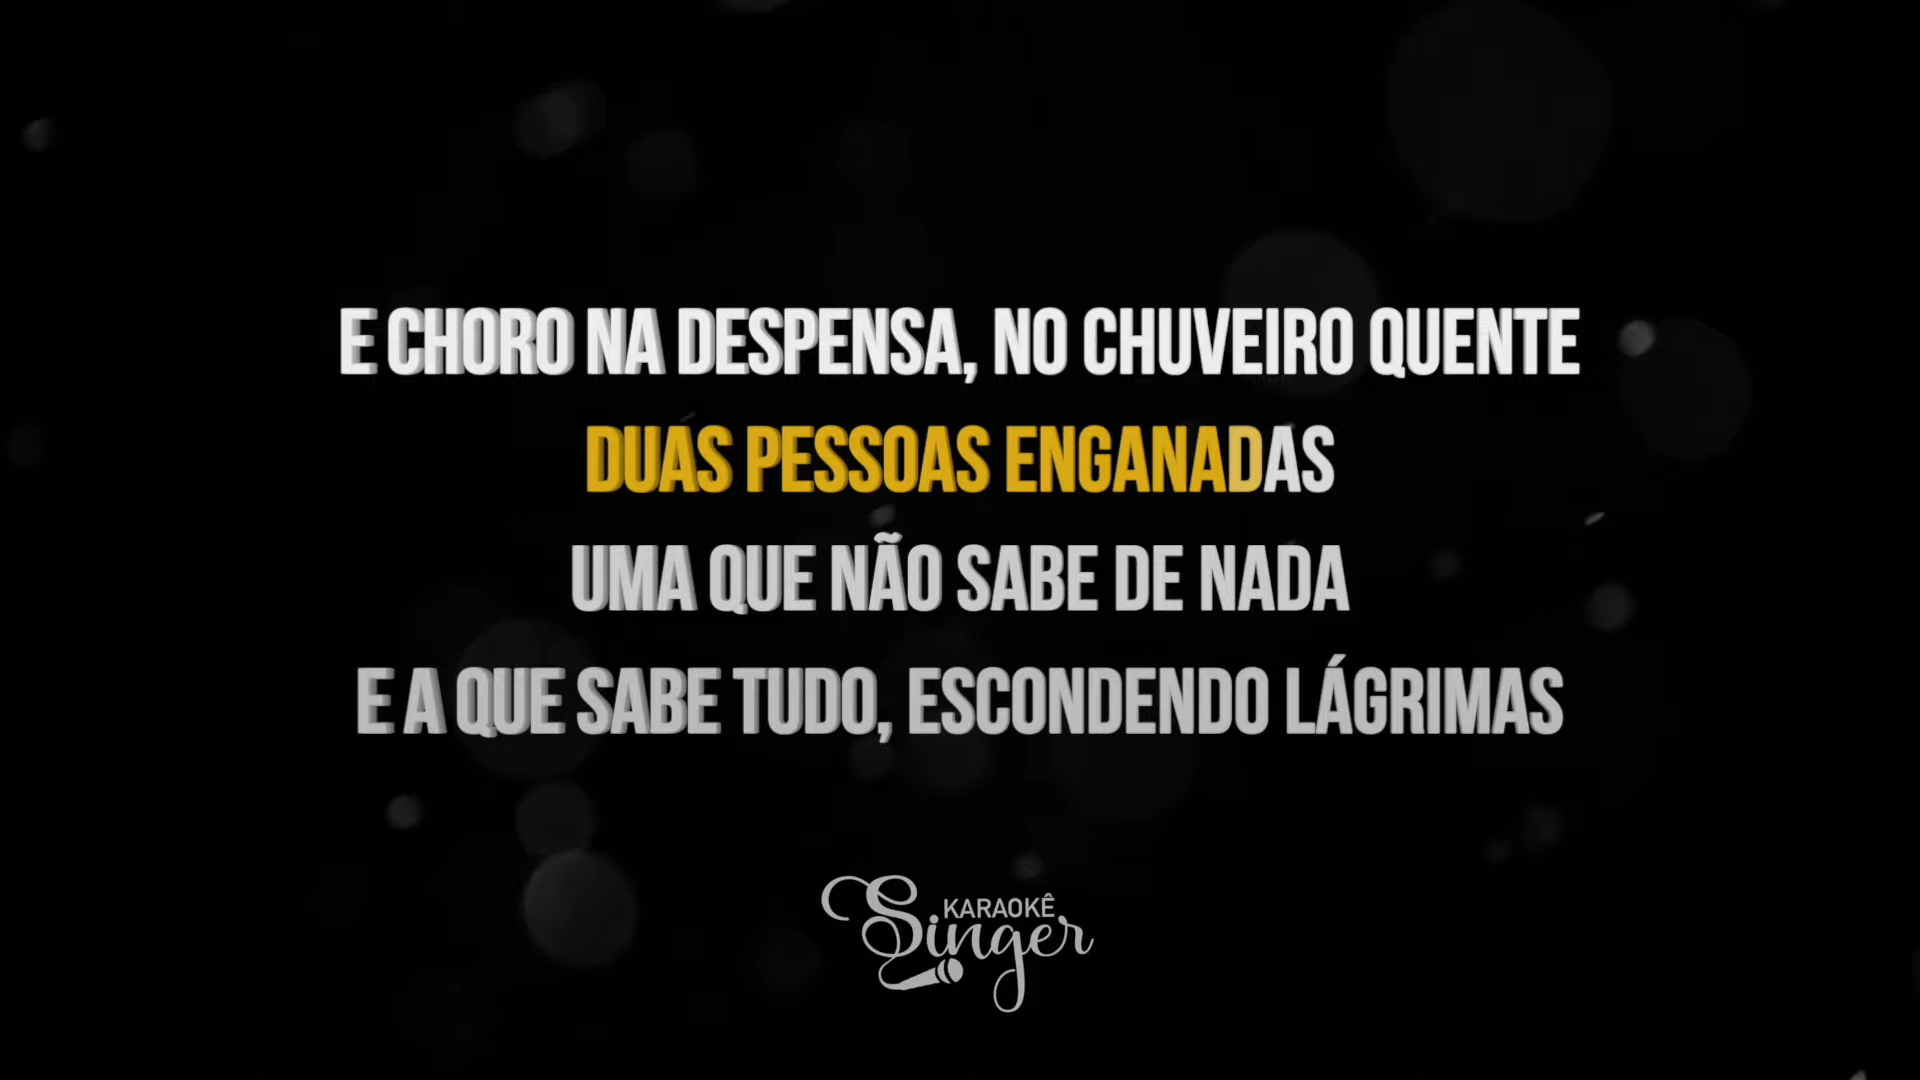 E CHORO NA DESPENSA, NO CHUVEIRO QUENTE
DUAS PESSOAS ENGANADAS
UMA QUE NÃO SABE DE NADA
E A QUE SABE TUDO, ESCONDENDO LÁGRIMAS
KARAOKÊ
Singer